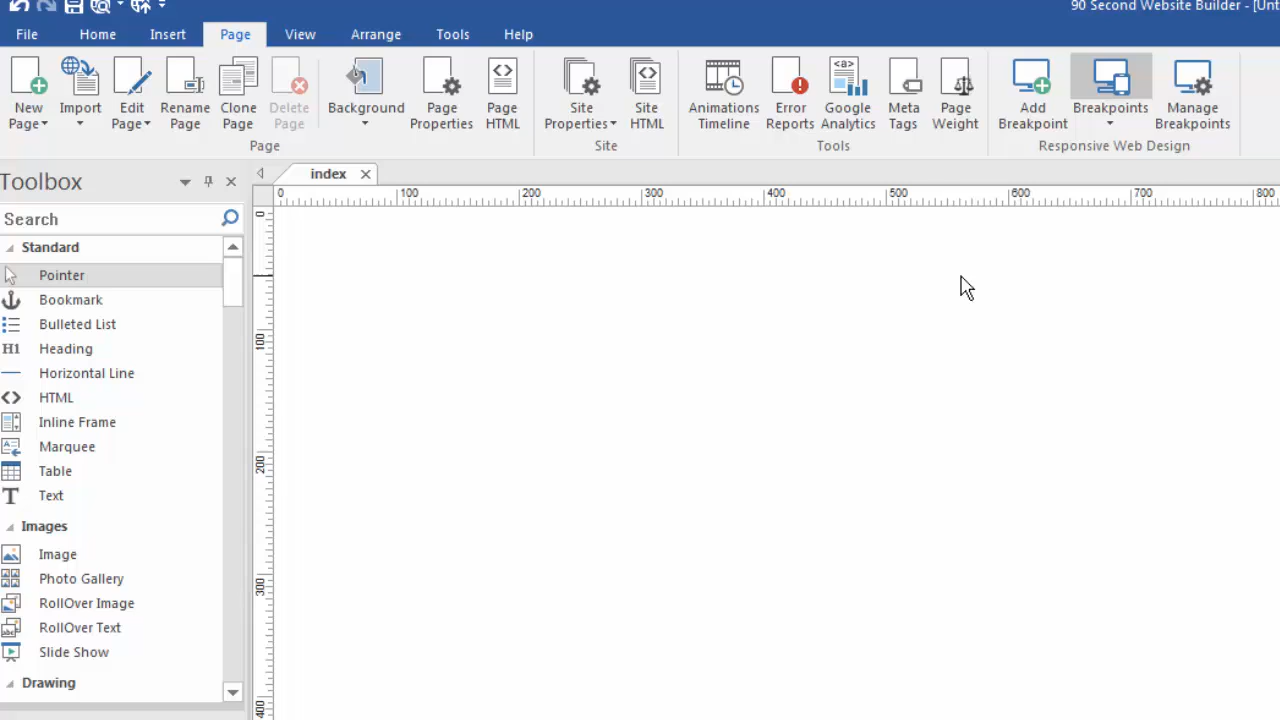 90 Second Website Builder - [Unt
File Home Insert Page View Arrange Tools Help
New Page
Import
Edit Page
Rename Page
Clone Page
Delete Page
Background
Page Properties
Page HTML
Page
Site Properties
Site HTML
Site
Animations Timeline
Error Reports
Google Analytics
Meta Tags
Page Weight
Tools
Add Breakpoint
Breakpoints
Manage Breakpoints
Responsive Web Design
Toolbox
index
0 100 200 300 400 500 600 700 800
Search
Standard
Pointer
Bookmark
Bulleted List
H1 Heading
Horizontal Line
HTML
Inline Frame
Marquee
Table
T Text
Images
Image
Photo Gallery
RollOver Image
RollOver Text
Slide Show
Drawing
0
100
200
300
400